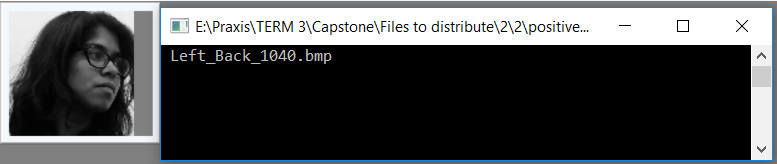 E:\Praxis\TERM 3\Capstone\Files to distribute\2\2\positive...
Left_Back_1040.bmp